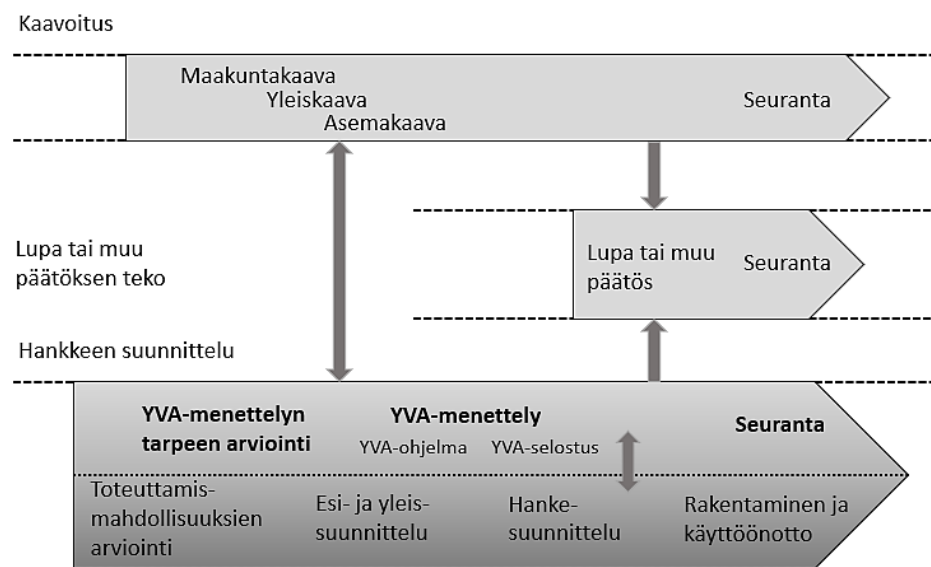 Kaavoitus
Maakuntakaava
Yleiskaava
Asemakaava
Seuranta
Lupa tai muu
päätöksen teko
Lupa tai muu
päätös
Seuranta
Hankkeen suunnittelu
YVA-menettelyn
tarpeen arviointi
YVA-menettely
YVA-ohjelma
YVA-selostus
Seuranta
Toteuttamis-
mahdollisuuksien
arviointi
Esi- ja yleis-
suunnittelu
Hanke-
suunnittelu
Rakentaminen ja
käyttöönotto